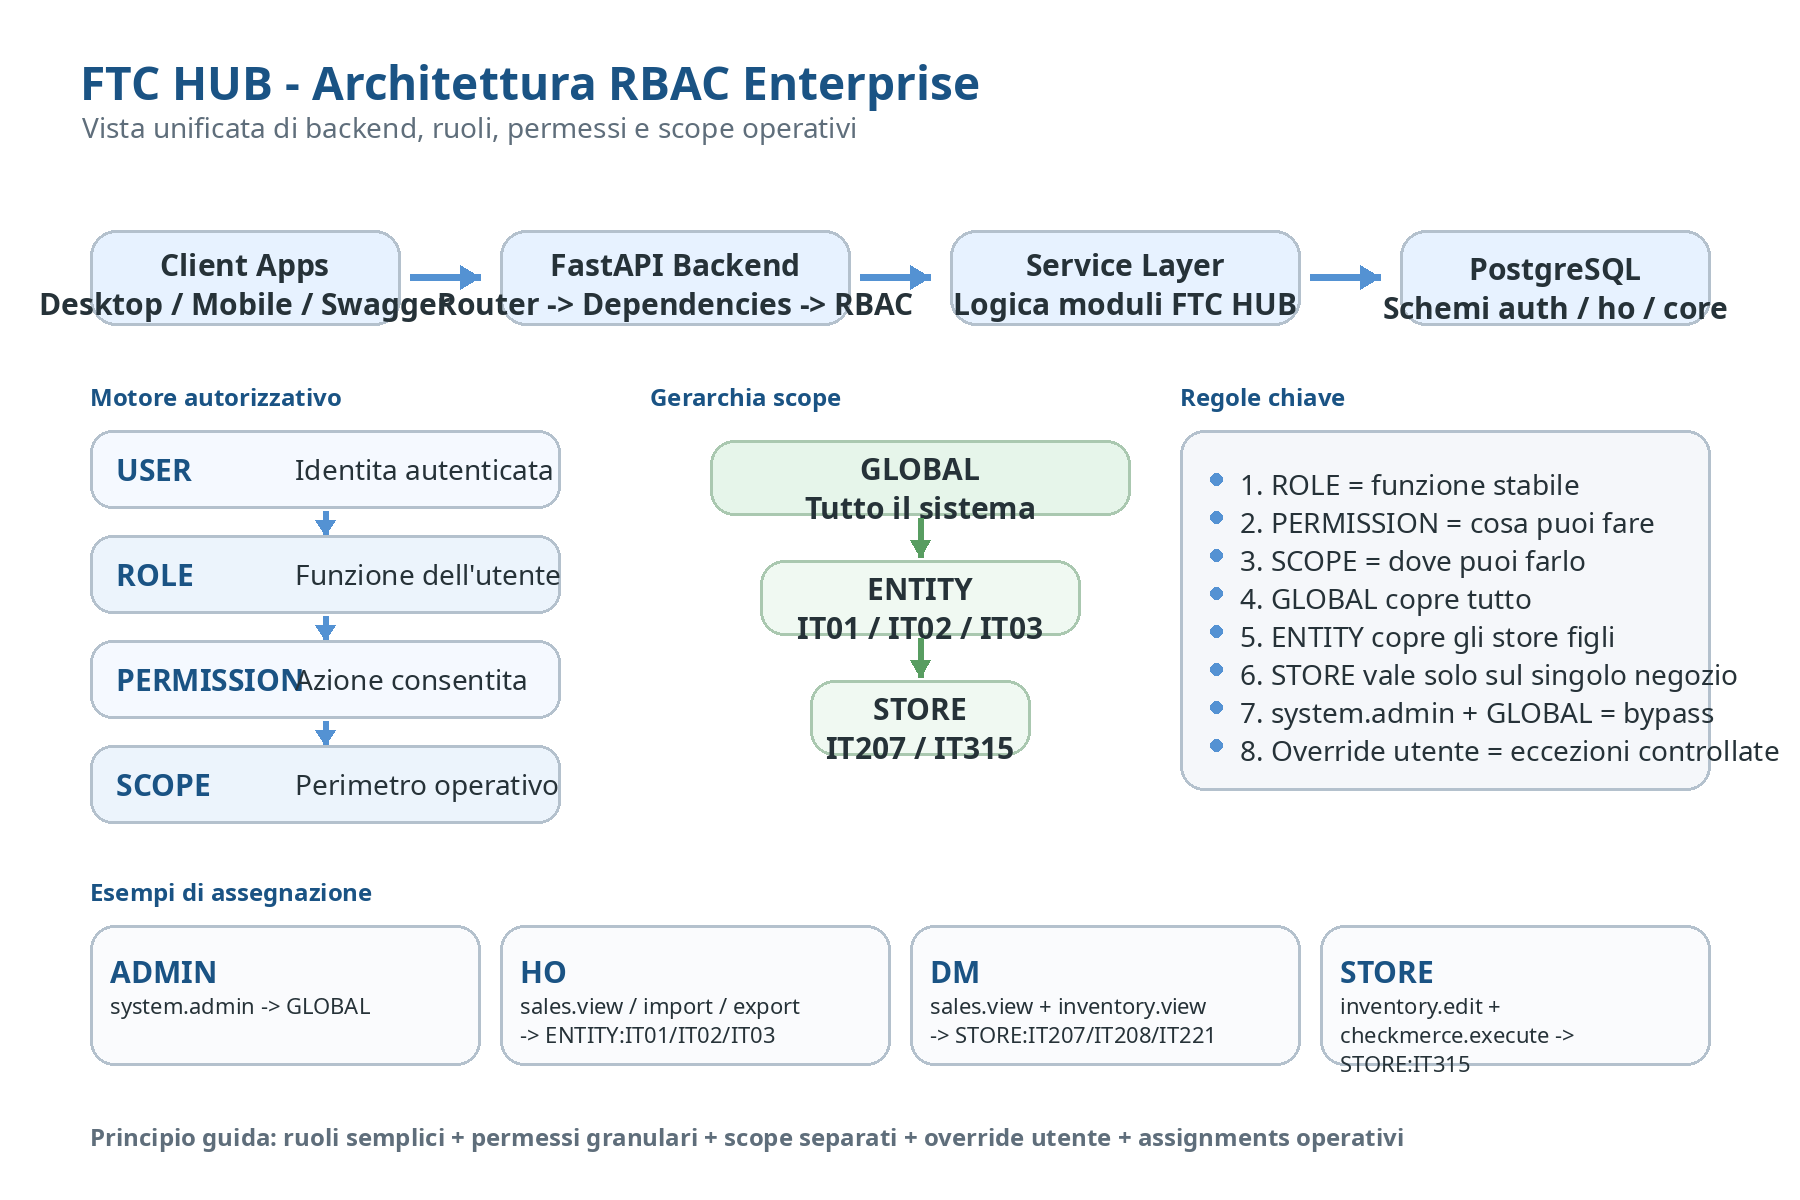 FTC HUB - Architettura RBAC Enterprise
Vista unificata di backend, ruoli, permessi e scope operativi
Client Apps
Desktop / Mobile / Swagger
FastAPI Backend
Router -> Dependencies -> RBAC
Service Layer
Logica moduli FTC HUB
PostgreSQL
Schemi auth / ho / core
Motore autorizzativo
USER Identita autenticata
ROLE Funzione dell'utente
PERMISSION Azione consentita
SCOPE Perimetro operativo
Gerarchia scope
GLOBAL
Tutto il sistema
ENTITY
IT01 / IT02 / IT03
STORE
IT207 / IT315
Regole chiave
1. ROLE = funzione stabile
2. PERMISSION = cosa puoi fare
3. SCOPE = dove puoi farlo
4. GLOBAL copre tutto
5. ENTITY copre gli store figli
6. STORE vale solo sul singolo negozio
7. system.admin + GLOBAL = bypass
8. Override utente = eccezioni controllate
Esempi di assegnazione
ADMIN
system.admin -> GLOBAL
HO
sales.view / import / export
-> ENTITY:IT01/IT02/IT03
DM
sales.view + inventory.view
-> STORE:IT207/IT208/IT221
STORE
inventory.edit +
checkmerce.execute ->
STORE:IT315
Principio guida: ruoli semplici + permessi granulari + scope separati + override utente + assignments operativi